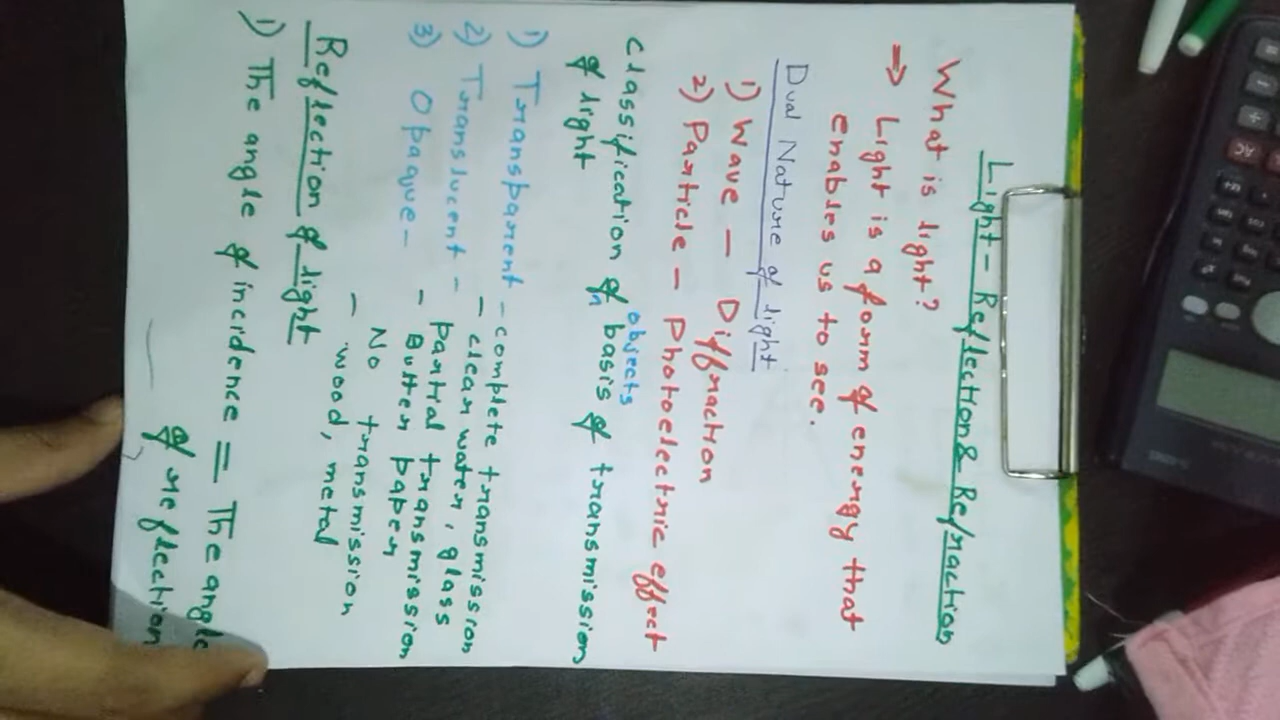 Light - Reflection & Refraction
What is light?
⇒ Light is a form of energy that
enables us to see.
Dual Nature of light
1) Wave - Diffraction
2) Particle - Photoelectric effect
objects
Classification of basis of transmission
of light
1) Transparent - complete transmission
- clear water, glass
2) Translucent - partial transmission
- Butter paper
3) Opaque - No transmission
- wood, metal
Reflection of light
1) The angle of incidence = The angle
of reflection
AC